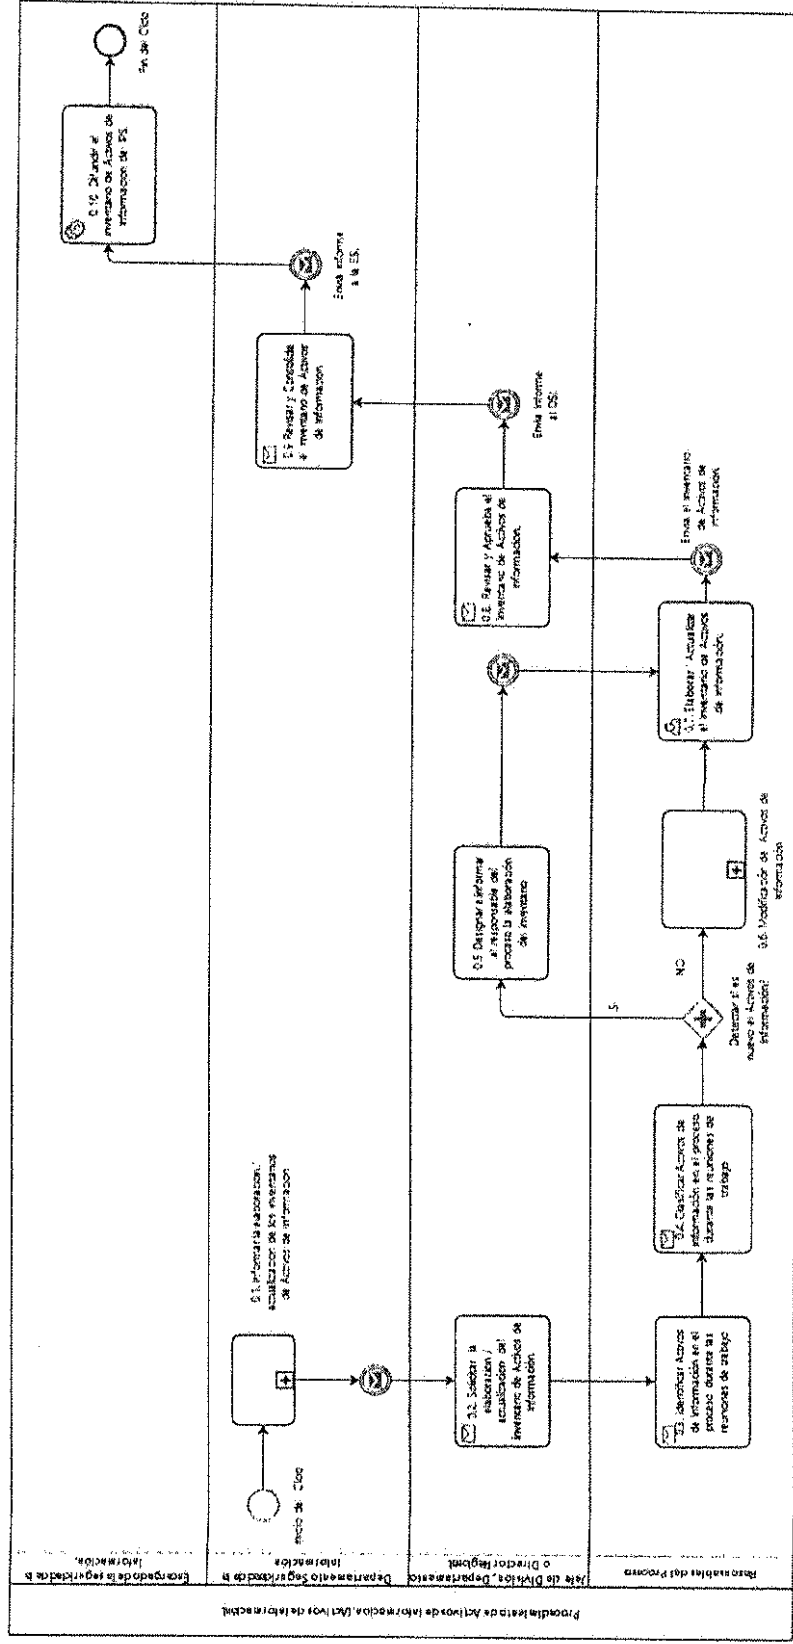 Procedimiento de Activos de Información. (Activos de Información)
Encargado de la seguridad de la
Información.
Departamento Seguridad de la
Información
Jefe de División, Departamento
o Director Regional
Responsables del Proceso
Inicio del Ciclo
0.1. Informar la elaboración /
actualización de los inventarios
de Activos de Información
0.2. Solicitar la
elaboración /
actualización del
inventario de Activos de
Información
0.3. Identificar Activos
de Información en el
proceso durante las
reuniones de trabajo
0.4. Clasificar Activos de
Información en el proceso
durante las reuniones de
trabajo
Detectar si es
nuevo el Activos de
Información?
SI
NO
0.5 Designar e informar
al responsable del
proceso la elaboración
del inventario
0.6. Modificación de Activos de
Información
0.7. Elaborar / Actualizar
el inventario de Activos
de Información.
Envía el inventario
de Activos de
Información
0.8. Revisar y Aprueba el
inventario de Activos de
Información.
Envía Informe
al DSI.
0.9 Revisar y Consolida
el inventario de Activos
de Información
Envía Informe
a la ES.
0.10. Difundir el
inventario de Activos de
Información del IPS.
Fin del Ciclo